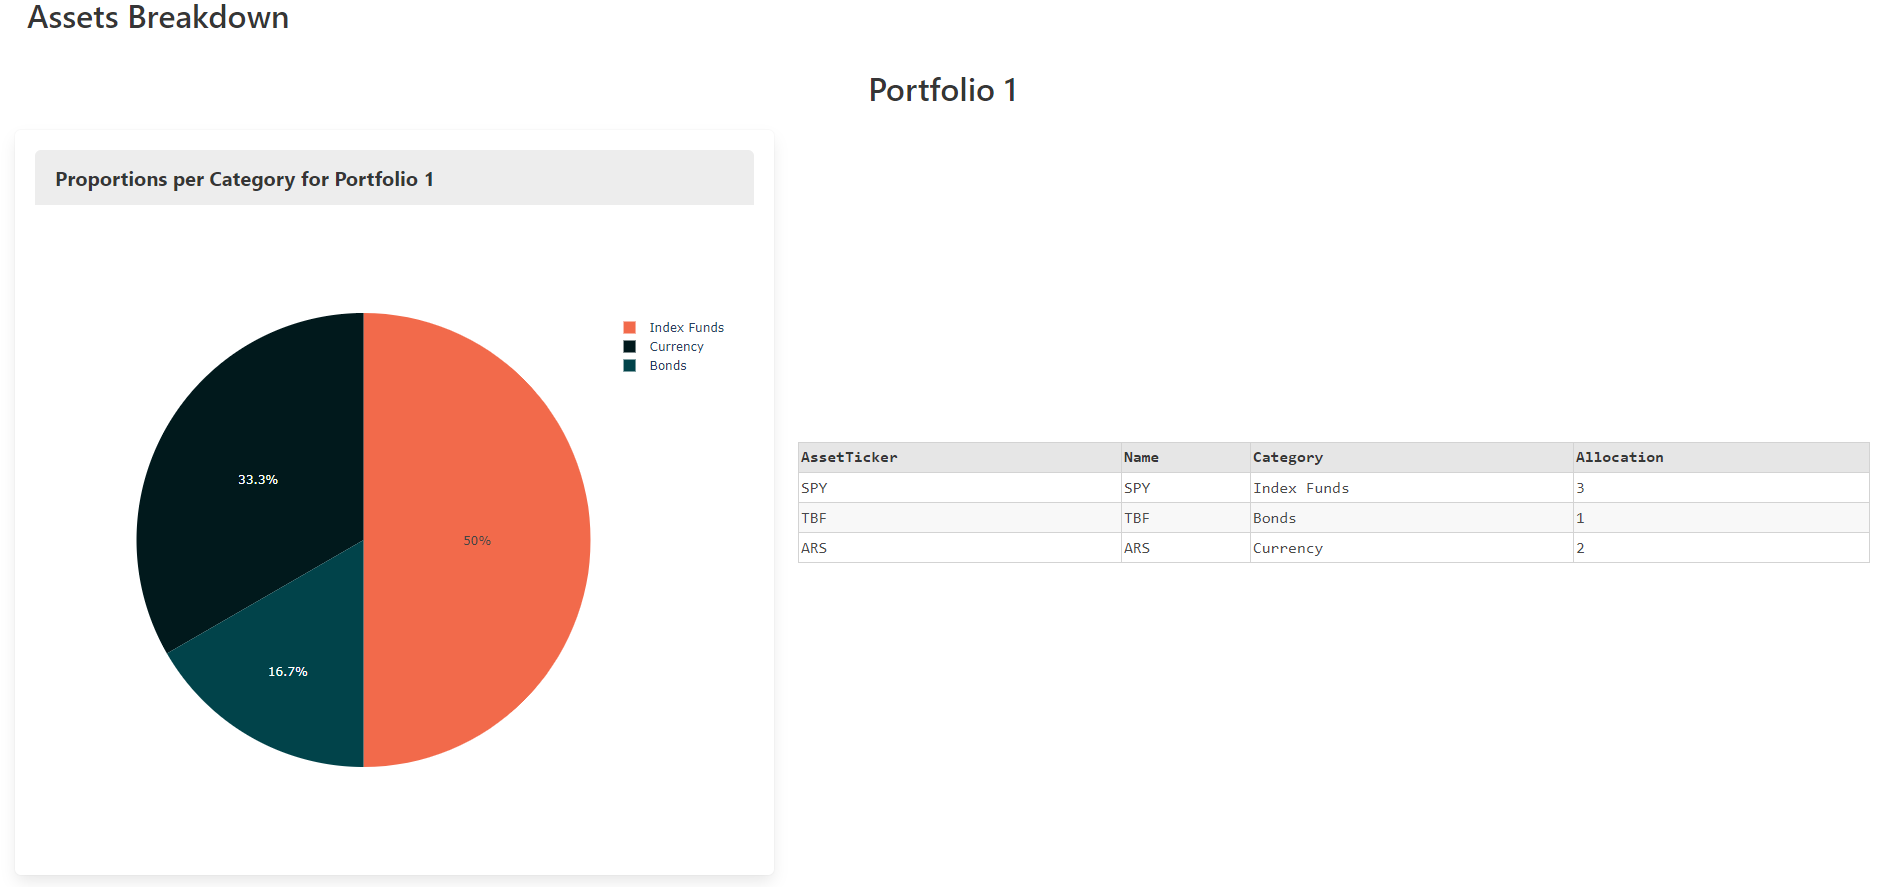 Assets Breakdown
Portfolio 1
Proportions per Category for Portfolio 1
Index Funds
Currency
Bonds
33.3%
50%
16.7%
AssetTicker Name Category Allocation
SPY SPY Index Funds 3
TBF TBF Bonds 1
ARS ARS Currency 2